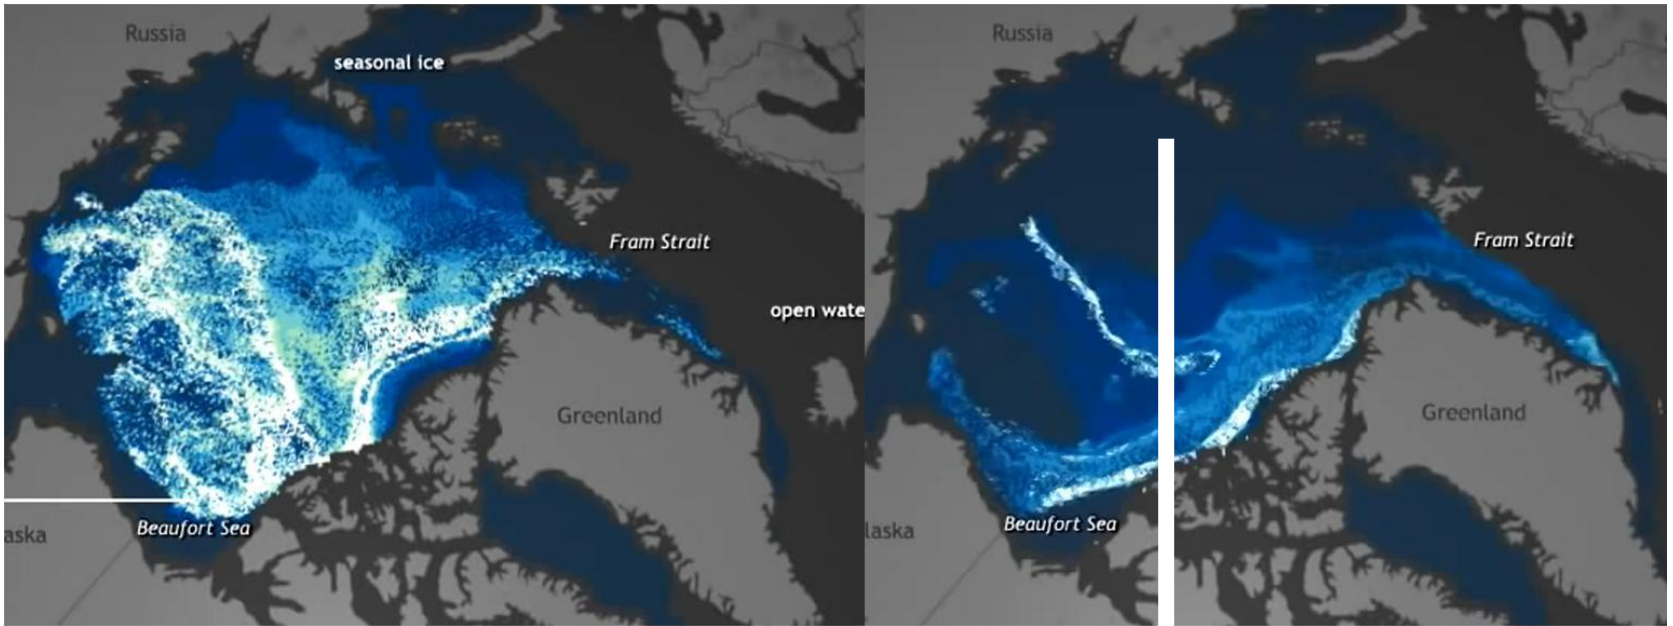 Russia
seasonal ice
Fram Strait
open wate
Greenland
Beaufort Sea
aska
Russia
Fram Strait
Greenland
Beaufort Sea
laska